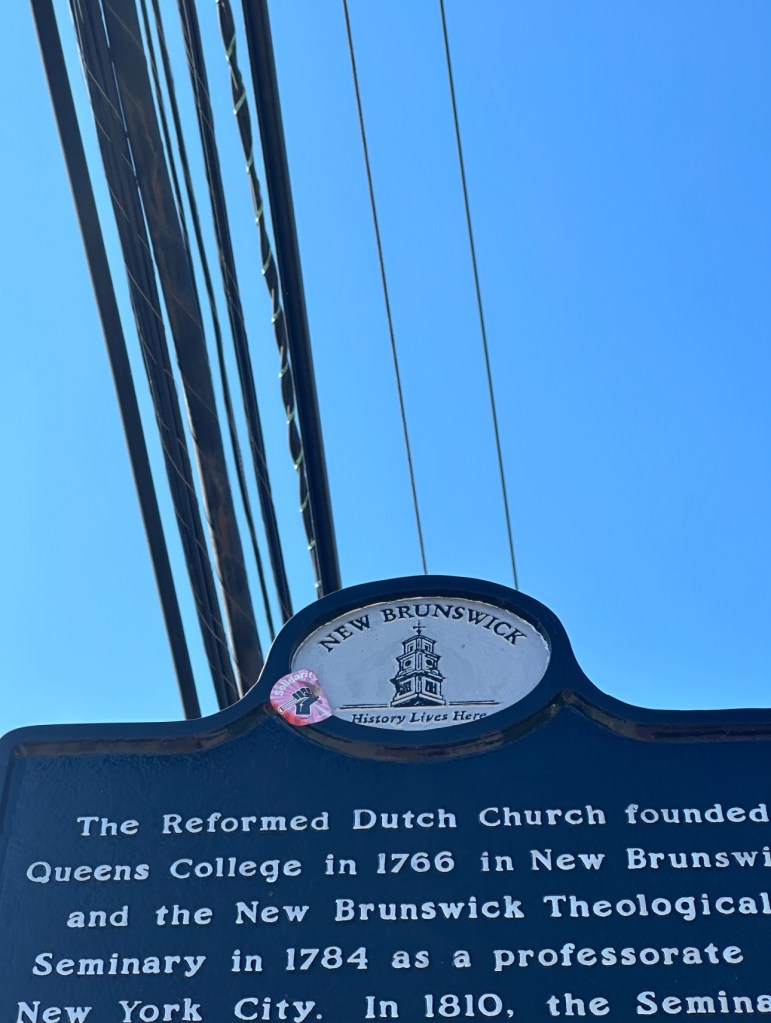 NEW BRUNSWICK
Solidarity
History Lives Here
The Reformed Dutch Church founded
Queens College in 1766 in New Brunswi
and the New Brunswick Theological
Seminary in 1784 as a professorate
New York City. In 1810, the Semina